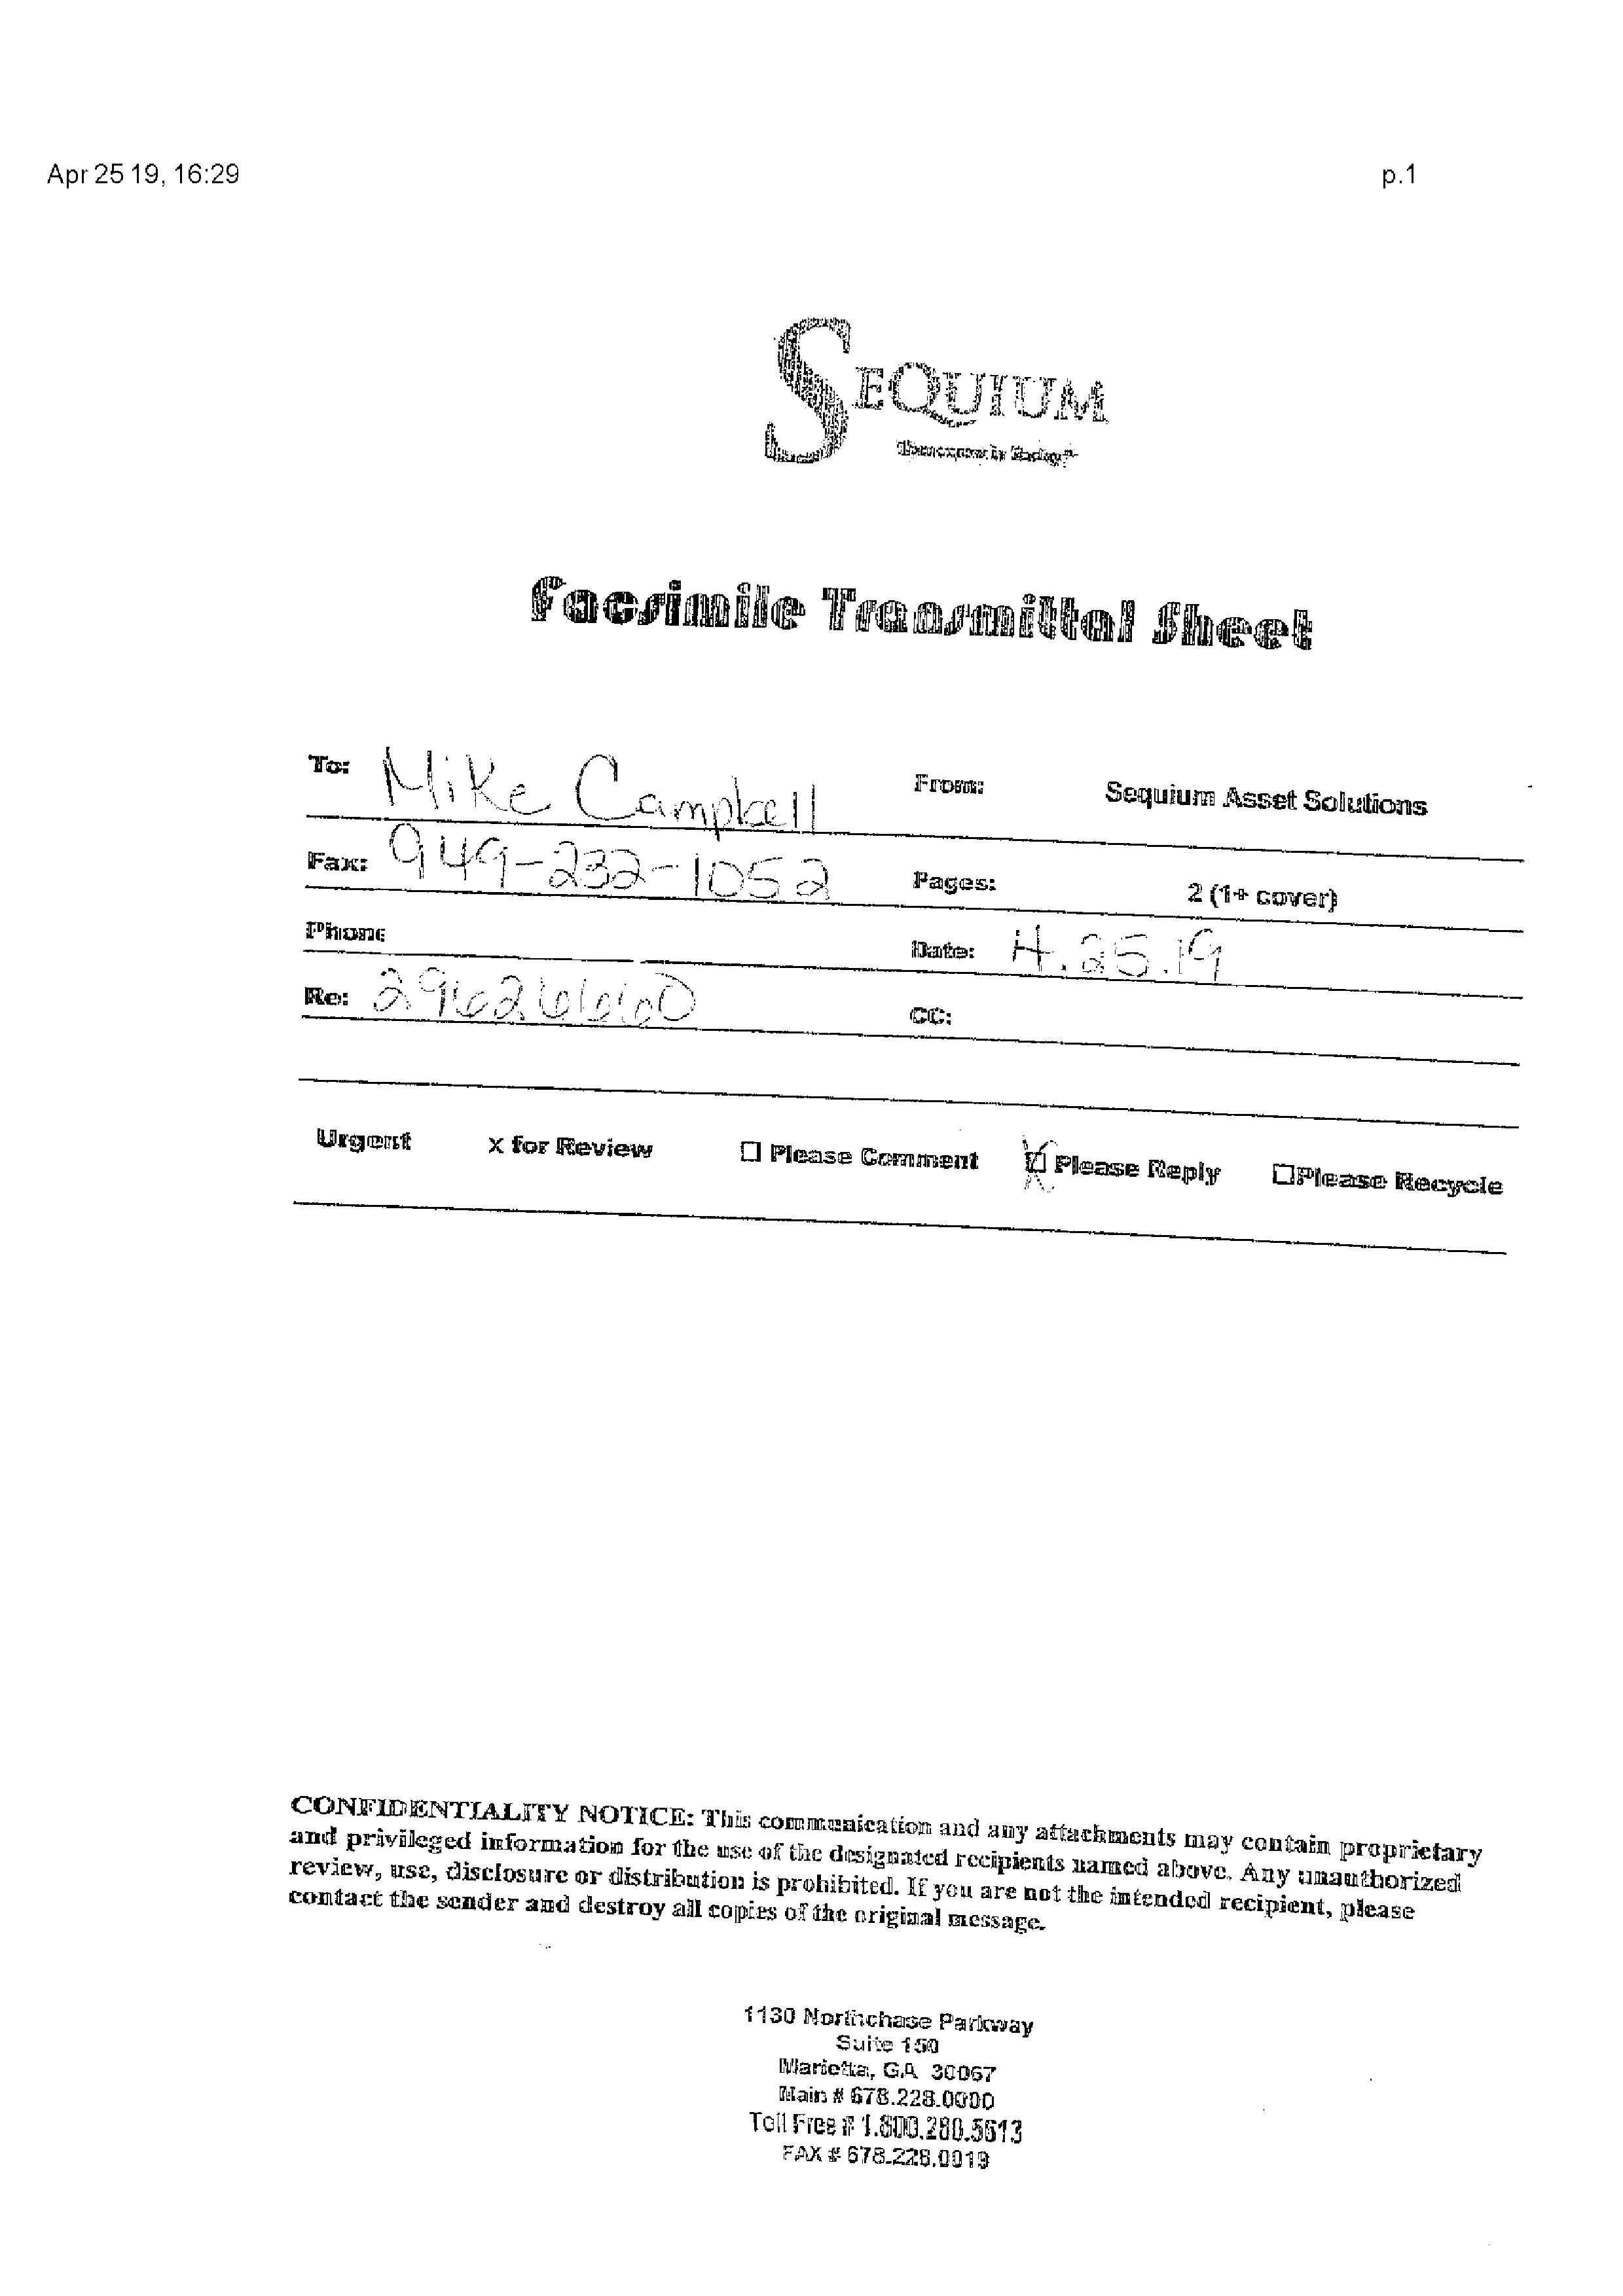 Apr 25 19, 16:29 p.1
SEQUIUM
Facsimile Transmittal Sheet
To: Mike Campbell From: Sequium Asset Solutions
Fax: 949-232-1052 Pages: 2 (1+ cover)
Phone Date: 4.25.19
Re: 29626660 CC:
Urgent x for Review ☐ Please Comment ☒ Please Reply ☐Please Recycle
CONFIDENTIALITY NOTICE: This communication and any attachments may contain proprietary
and privileged information for the use of the designated recipients named above. Any unauthorized
review, use, disclosure or distribution is prohibited. If you are not the intended recipient, please
contact the sender and destroy all copies of the original message.
1130 Northchase Parkway
Suite 150
Marietta, GA 30067
Main # 678.228.0000
Toll Free # 1.800.280.5613
FAX # 678.228.0019